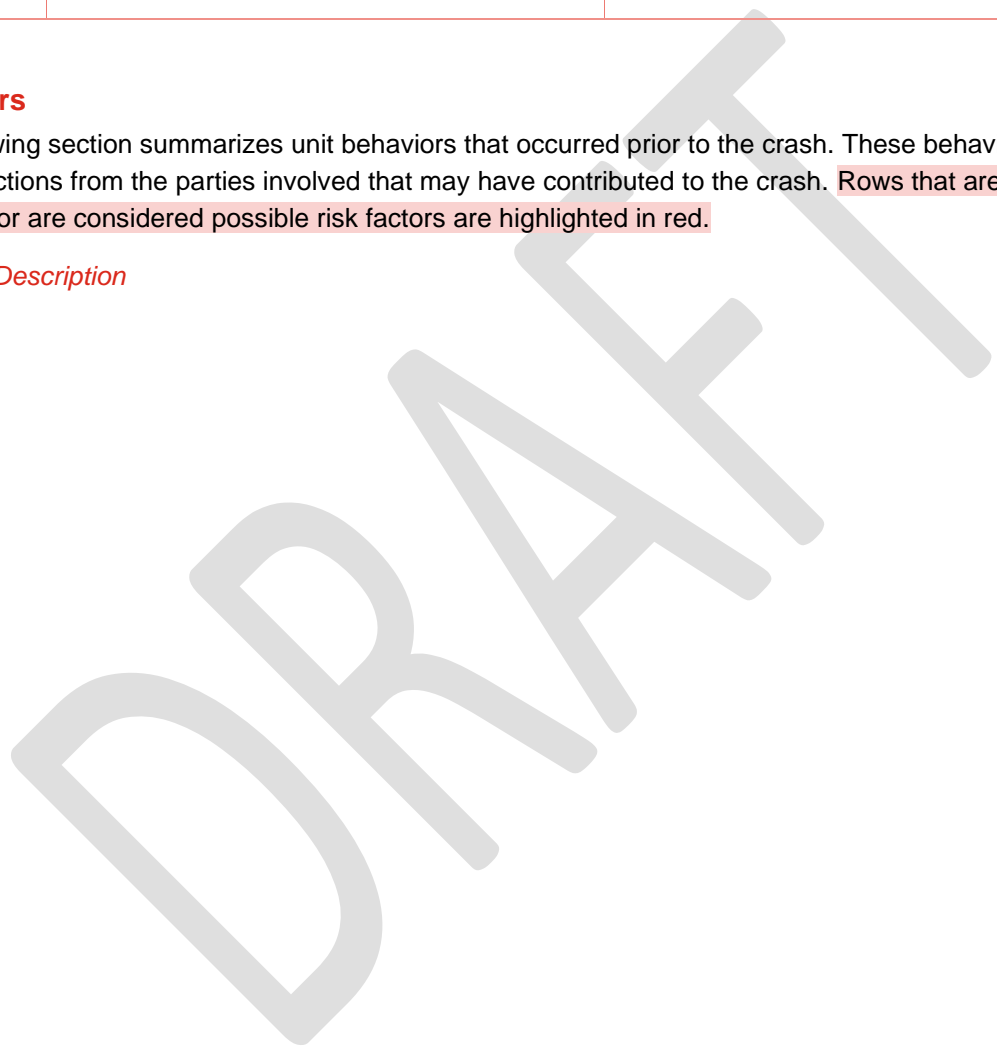 rs
ving section summarizes unit behaviors that occurred prior to the crash. These behav
ctions from the parties involved that may have contributed to the crash. Rows that are
or are considered possible risk factors are highlighted in red.
Description
DRAFT